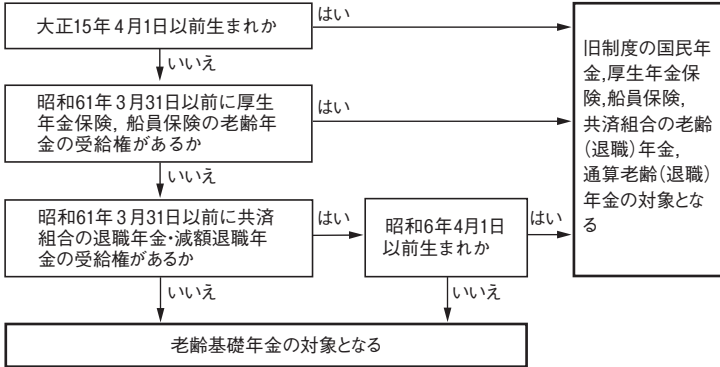 大正15年4月1日以前生まれか
はい
いいえ
昭和61年3月31日以前に厚生
年金保険，船員保険の老齢年
金の受給権があるか
はい
いいえ
昭和61年3月31日以前に共済
組合の退職年金・減額退職年
金の受給権があるか
はい
いいえ
昭和6年4月1日
以前生まれか
はい
いいえ
旧制度の国民年
金,厚生年金保
険,船員保険,
共済組合の老齢
（退職）年金,
通算老齢（退職）
年金の対象とな
る
老齢基礎年金の対象となる